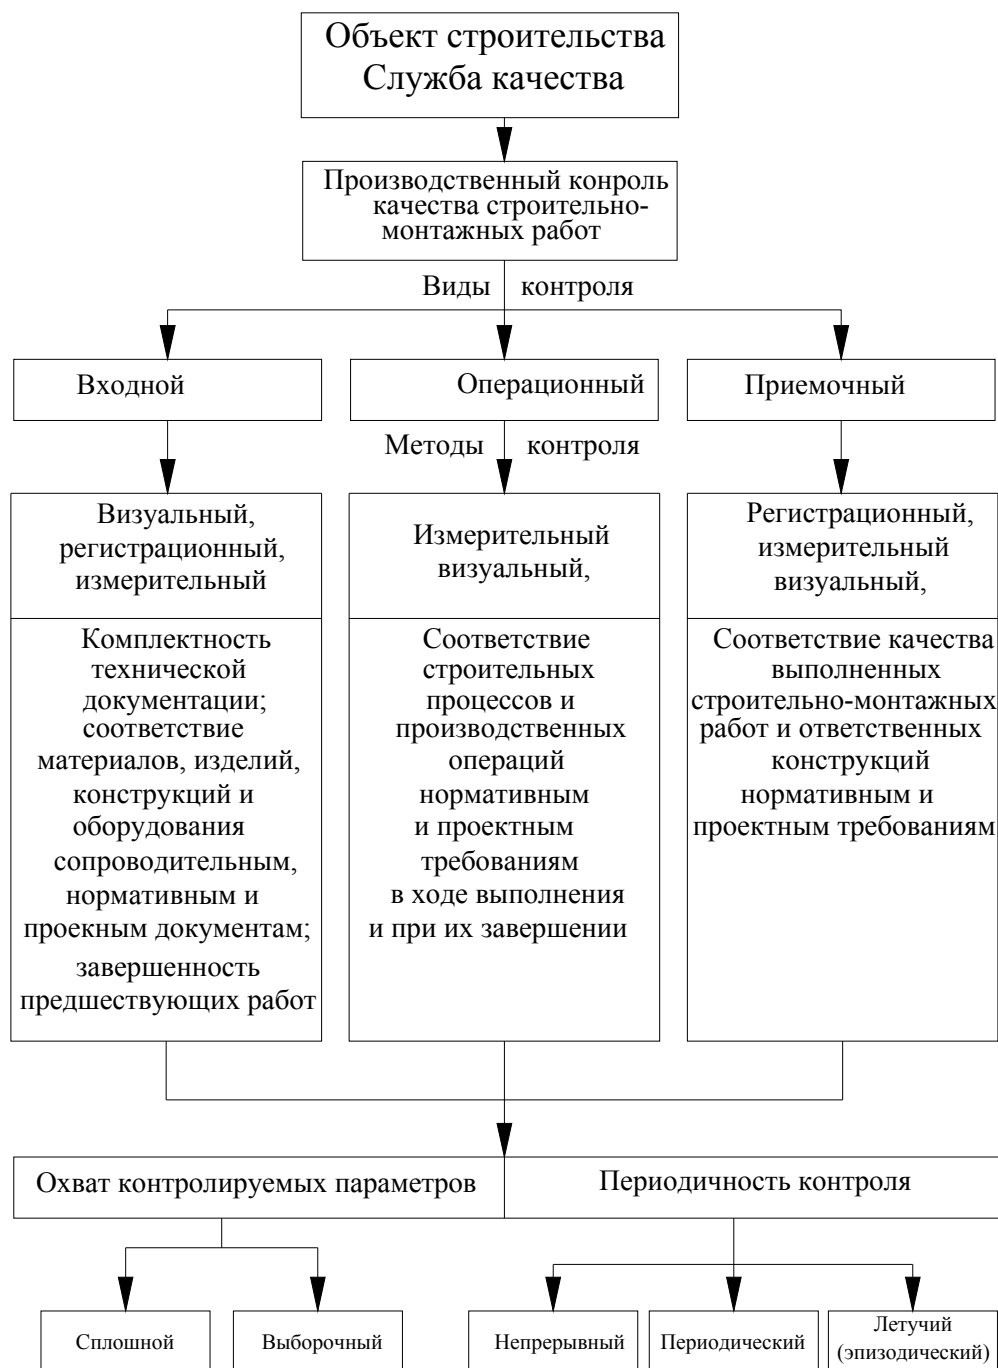 Объект строительства
Служба качества
Производственный конроль
качества строительно-
монтажных работ
Виды контроля
Входной
Операционный
Приемочный
Методы контроля
Визуальный,
регистрационный,
измерительный
Измерительный
визуальный,
Регистрационный,
измерительный
визуальный,
Комплектность
технической
документации;
соответствие
материалов, изделий,
конструкций и
оборудования
сопроводительным,
нормативным и
проекным документам;
завершенность
предшествующих работ
Соответствие
строительных
процессов и
производственных
операций
нормативным
и проектным
требованиям
в ходе выполнения
и при их завершении
Соответствие качества
выполненных
строительно-монтажных
работ и ответственных
конструкций
нормативным и
проектным требованиям
Охват контролируемых параметров
Периодичность контроля
Сплошной
Выборочный
Непрерывный
Периодический
Летучий
(эпизодический)